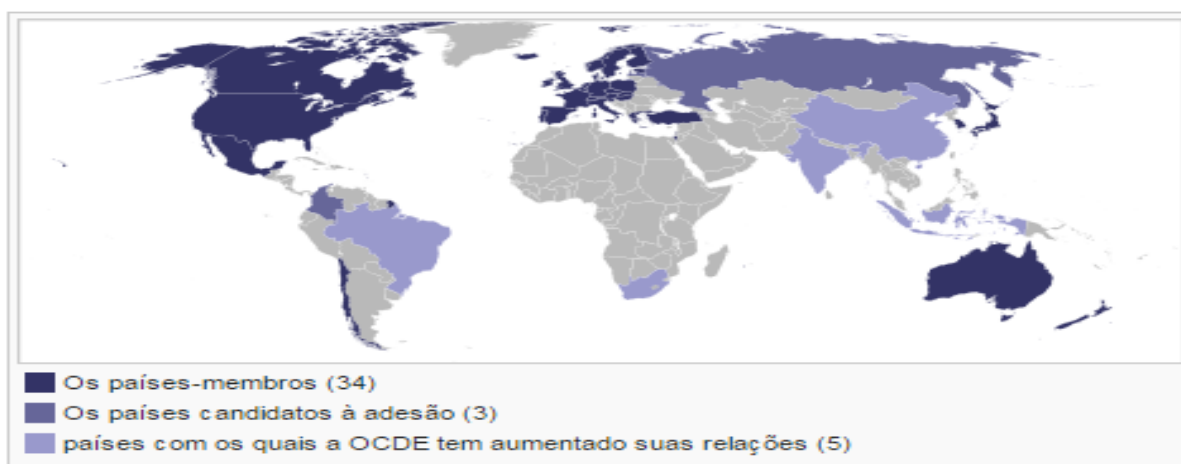 Os países-membros (34)
Os países candidatos à adesão (3)
países com os quais a OCDE tem aumentado suas relações (5)